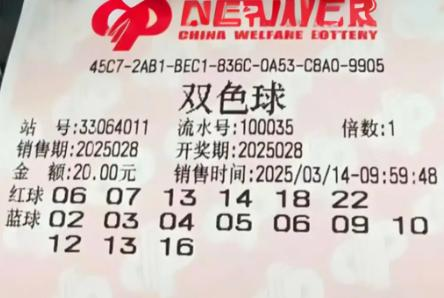 CHINA WELFARE LOTTERY
45C7-2AB1-BEC1-836C-0A53-C8A0-9905
双色球
站 号:33064011 流水号:100035 倍数:1
销售期:2025028 开奖期:2025028
金 额:20.00元 销售时间:2025/03/14-09:59:48
红球 06 07 13 14 18 22
蓝球 02 03 04 05 06 09 10
12 13 16